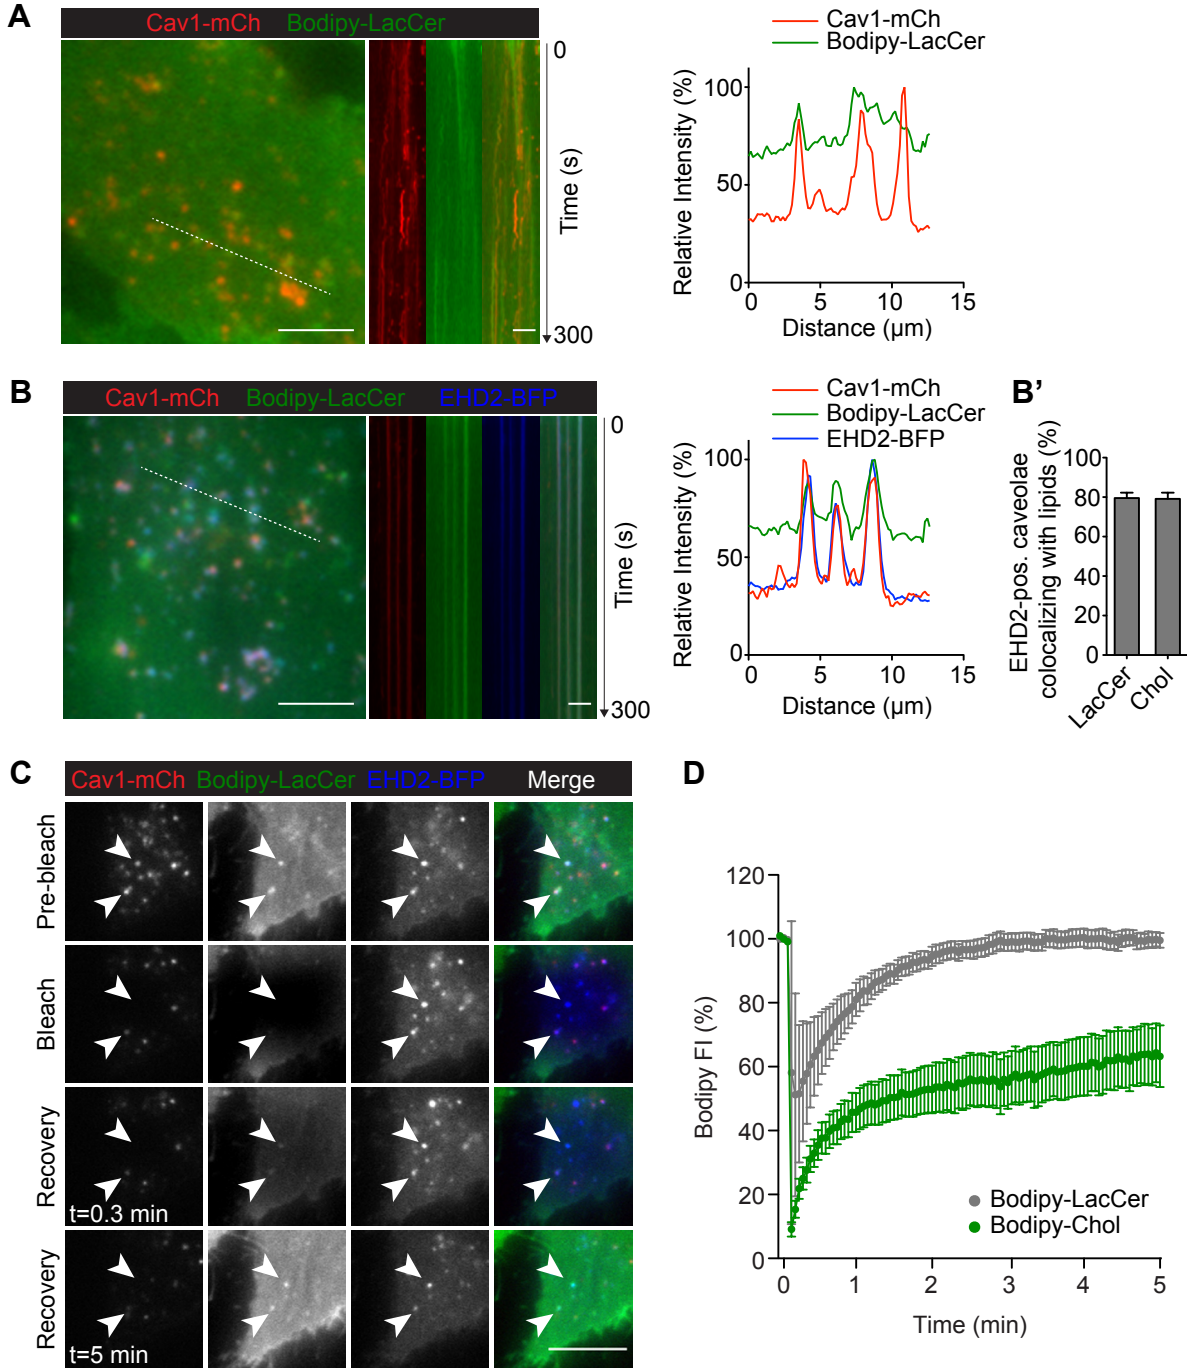 A
Cav1-mCh Bodipy-LacCer
0
Time (s)
300
Cav1-mCh
Bodipy-LacCer
Relative Intensity (%)
100
50
0
0 5 10 15
Distance (µm)
B
Cav1-mCh Bodipy-LacCer EHD2-BFP
0
Time (s)
300
Cav1-mCh
Bodipy-LacCer
EHD2-BFP
Relative Intensity (%)
100
50
0
0 5 10 15
Distance (µm)
B’
EHD2-pos. caveolae
colocalizing with lipids (%)
100
80
60
40
20
0
LacCer
Chol
C
Cav1-mCh Bodipy-LacCer EHD2-BFP Merge
Pre-bleach
Bleach
Recovery
t=0.3 min
Recovery
t=5 min
D
Bodipy FI (%)
120
100
80
60
40
20
0
0 1 2 3 4 5
Time (min)
Bodipy-LacCer
Bodipy-Chol